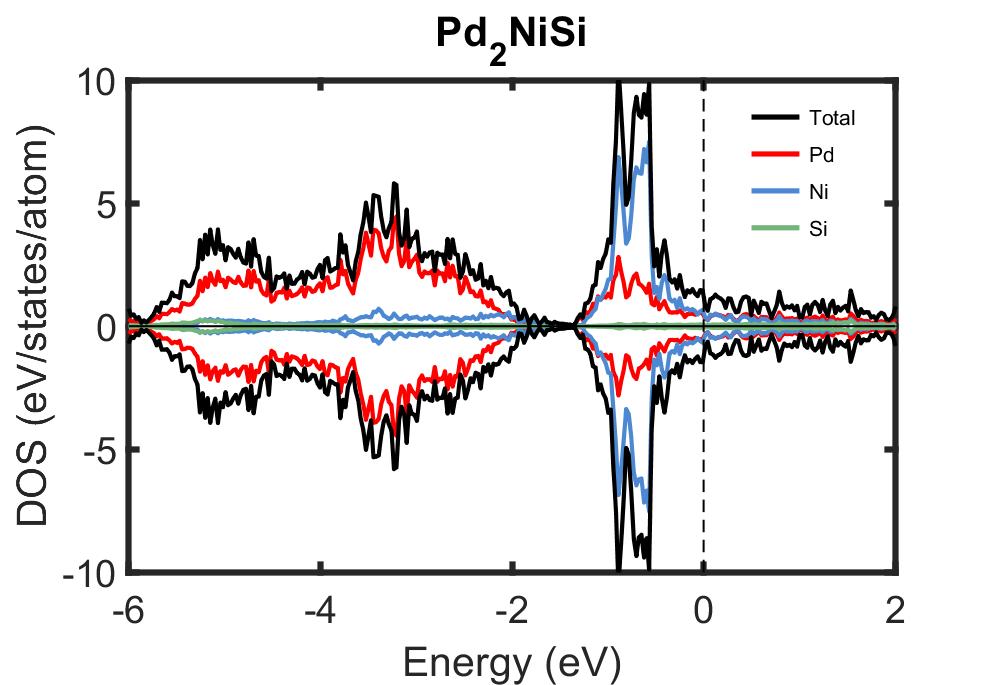 Pd2NiSi
10
5
0
-5
-10
DOS (eV/states/atom)
Total
Pd
Ni
Si
-6
-4
-2
0
2
Energy (eV)